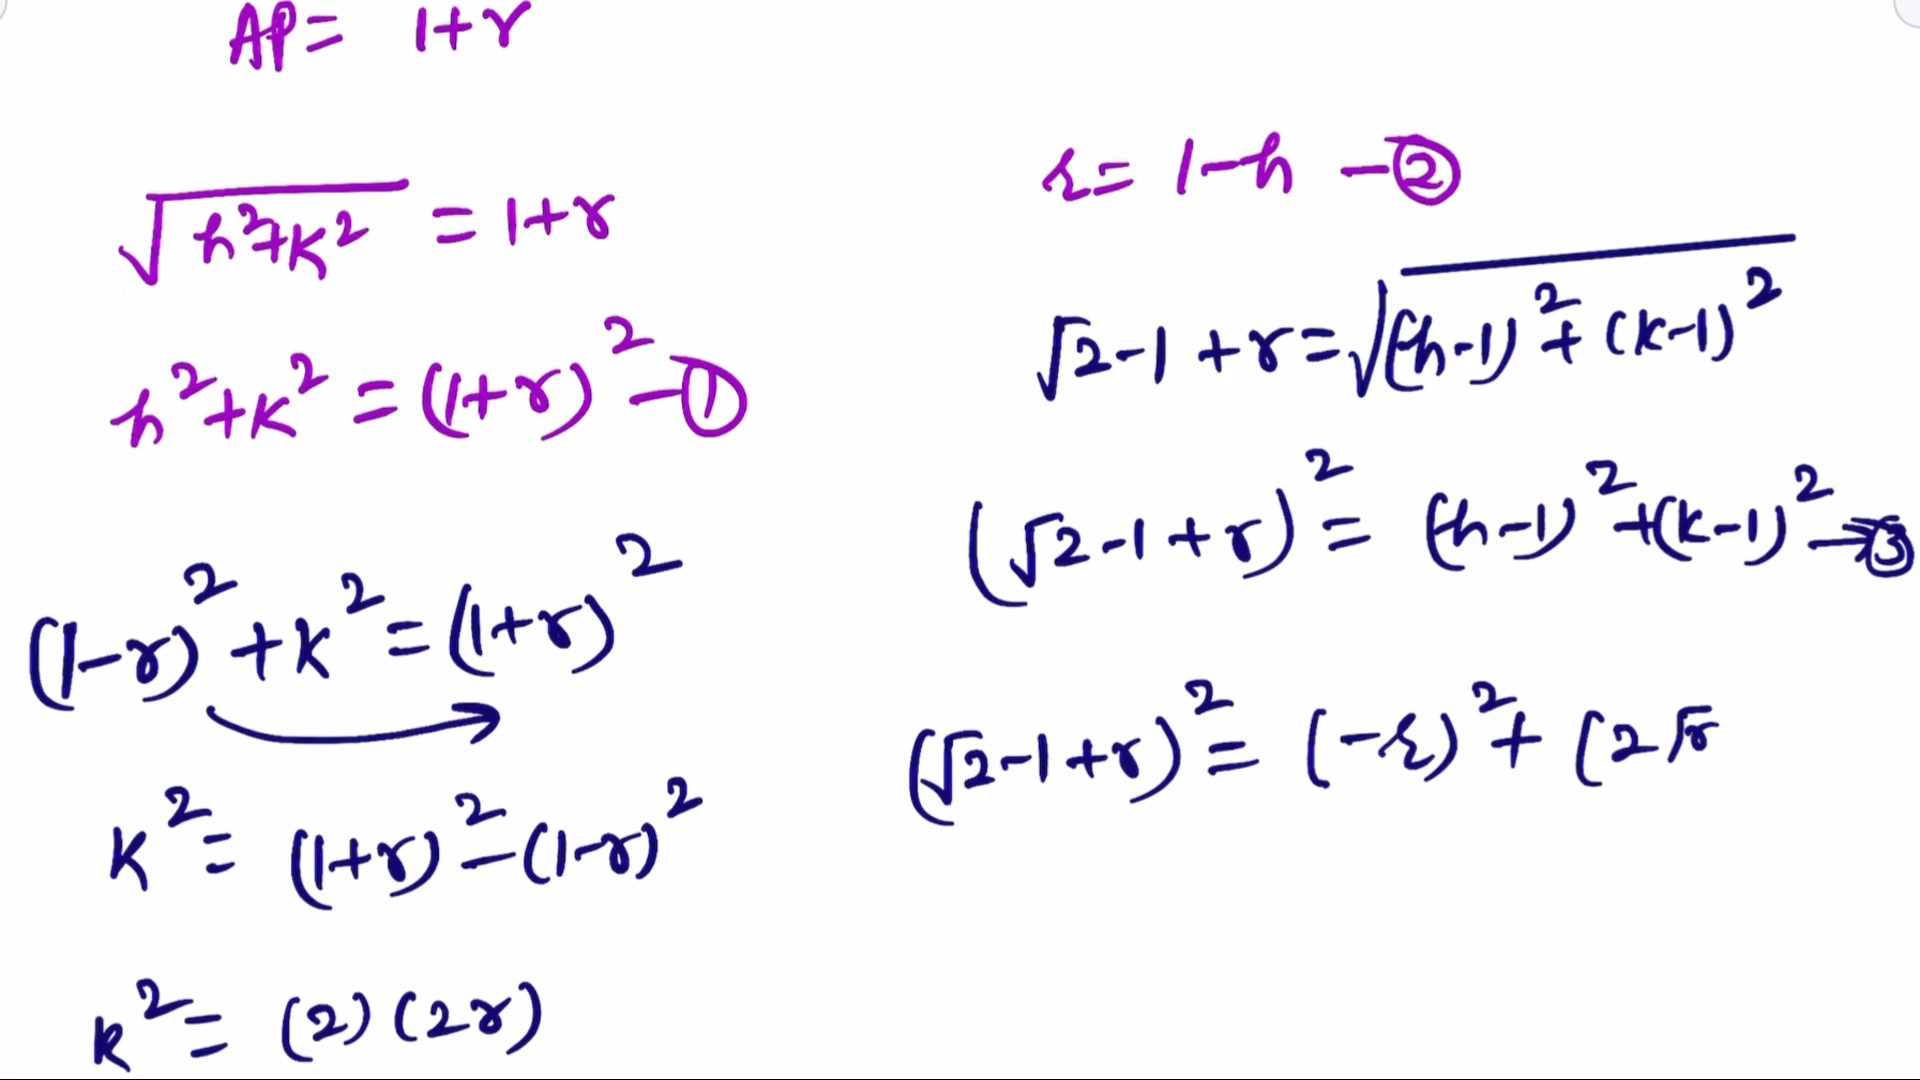 AP = 1+r
√(h²+k²) = 1+r
h²+k² = (1+r)² - ①
(1-r)² + k² = (1+r)²
k² = (1+r)² - (1-r)²
k² = (2)(2r)
r = 1-h - ②
√2-1+r = √((h-1)² + (k-1)²)
(√2-1+r)² = (h-1)² + (k-1)² → ③
(√2-1+r)² = (-r)² + (2√r